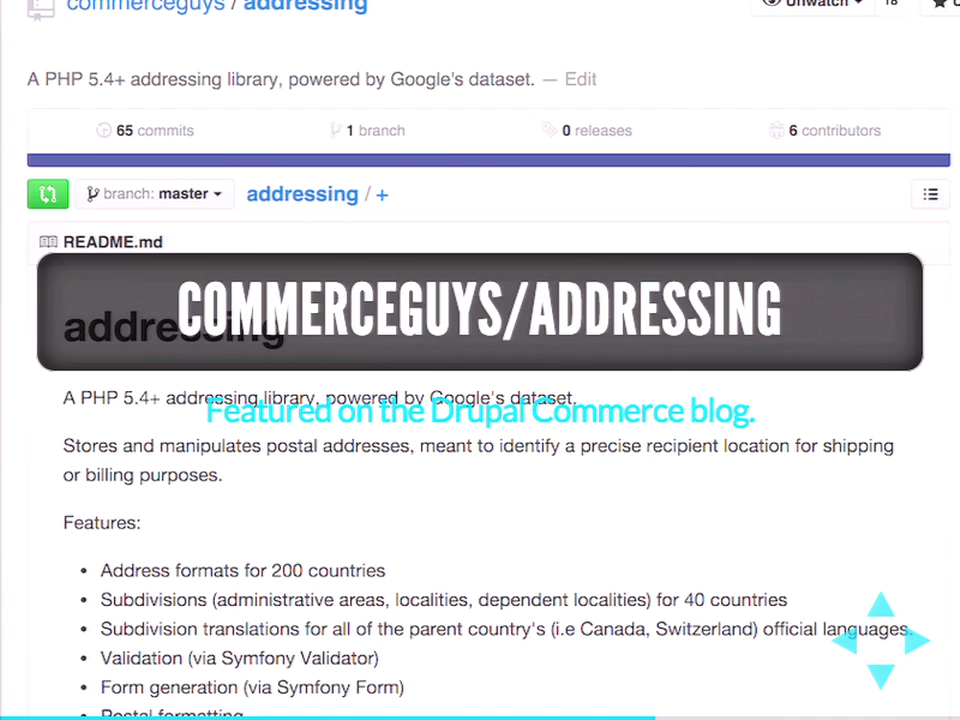 commerceguys / addressing
Unwatch 18
A PHP 5.4+ addressing library, powered by Google's dataset. — Edit
65 commits 1 branch 0 releases 6 contributors
branch: master addressing / +
README.md
COMMERCEGUYS/ADDRESSING
addressing
A PHP 5.4+ addressing library, powered by Google's dataset.
Featured on the Drupal Commerce blog.
Stores and manipulates postal addresses, meant to identify a precise recipient location for shipping
or billing purposes.
Features:
• Address formats for 200 countries
• Subdivisions (administrative areas, localities, dependent localities) for 40 countries
• Subdivision translations for all of the parent country's (i.e Canada, Switzerland) official languages.
• Validation (via Symfony Validator)
• Form generation (via Symfony Form)
• Postal formatting